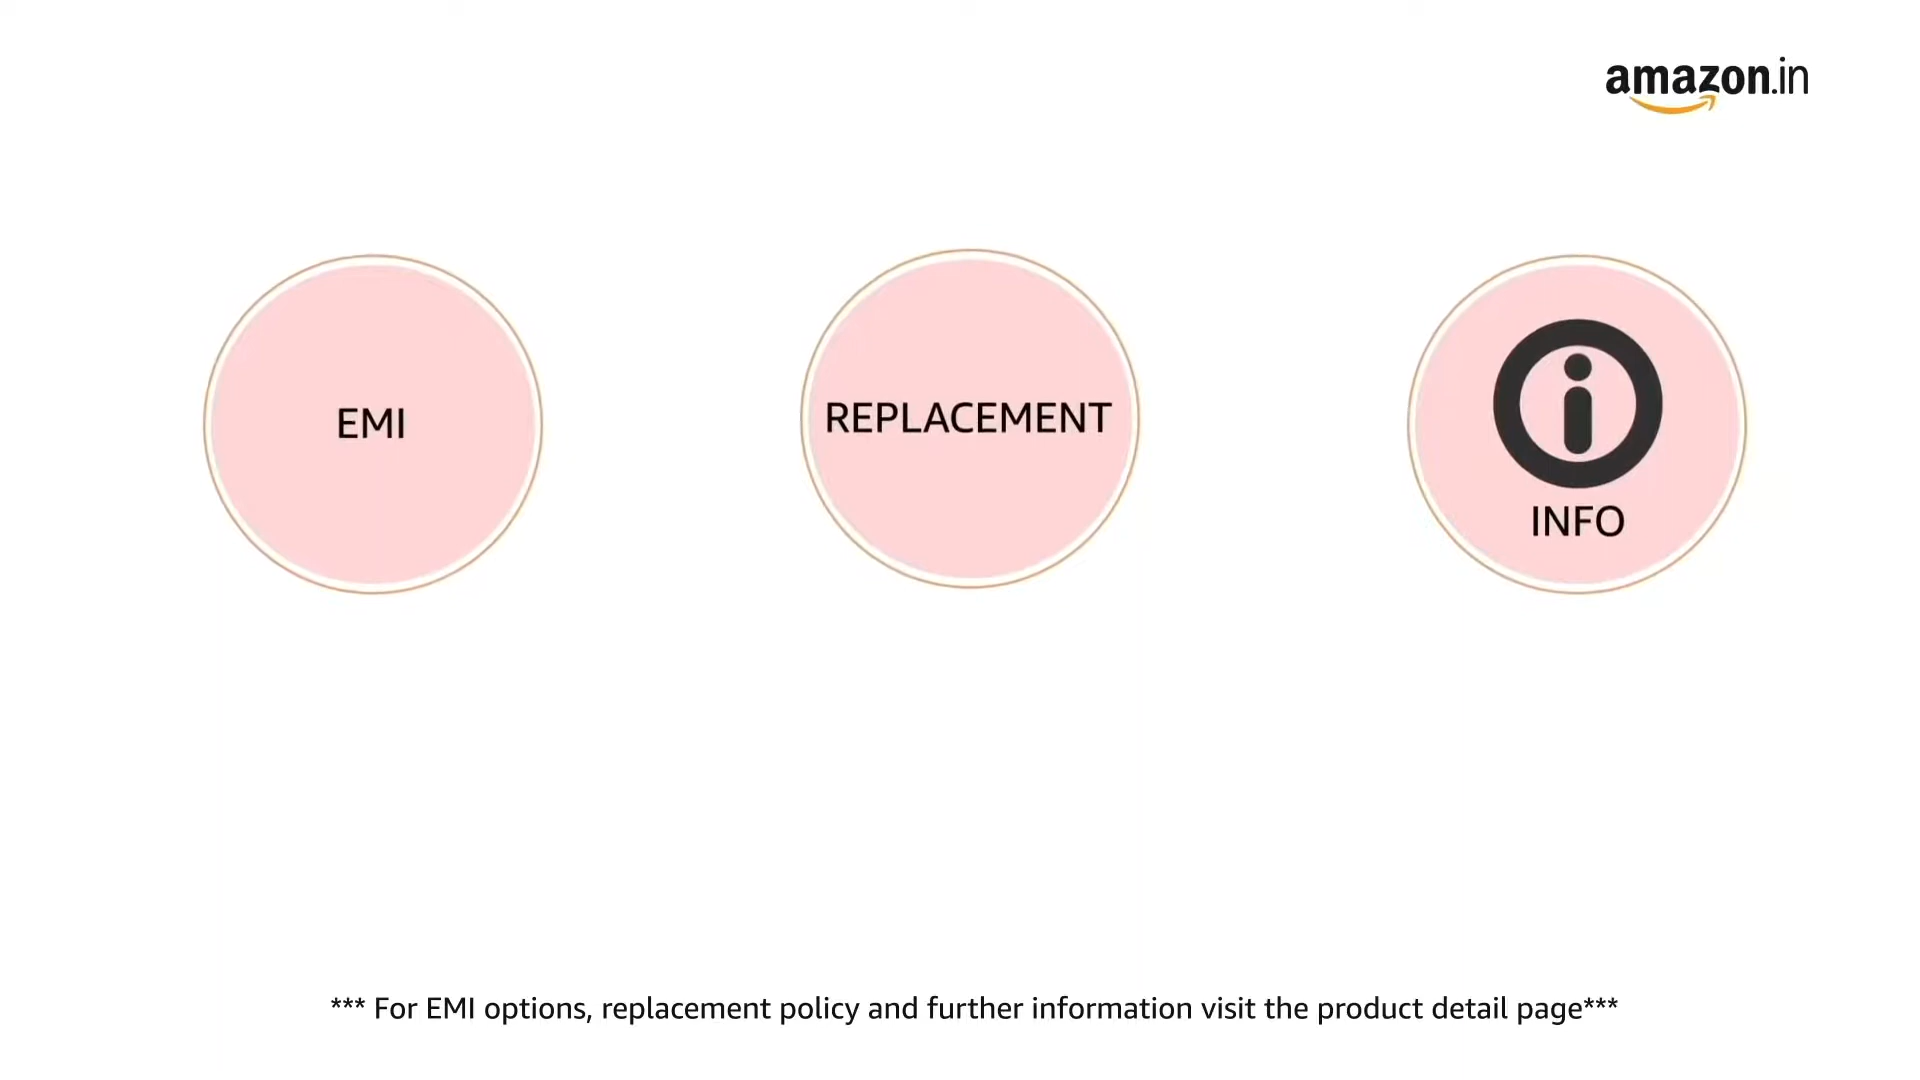 amazon.in
EMI
REPLACEMENT
INFO
*** For EMI options, replacement policy and further information visit the product detail page***